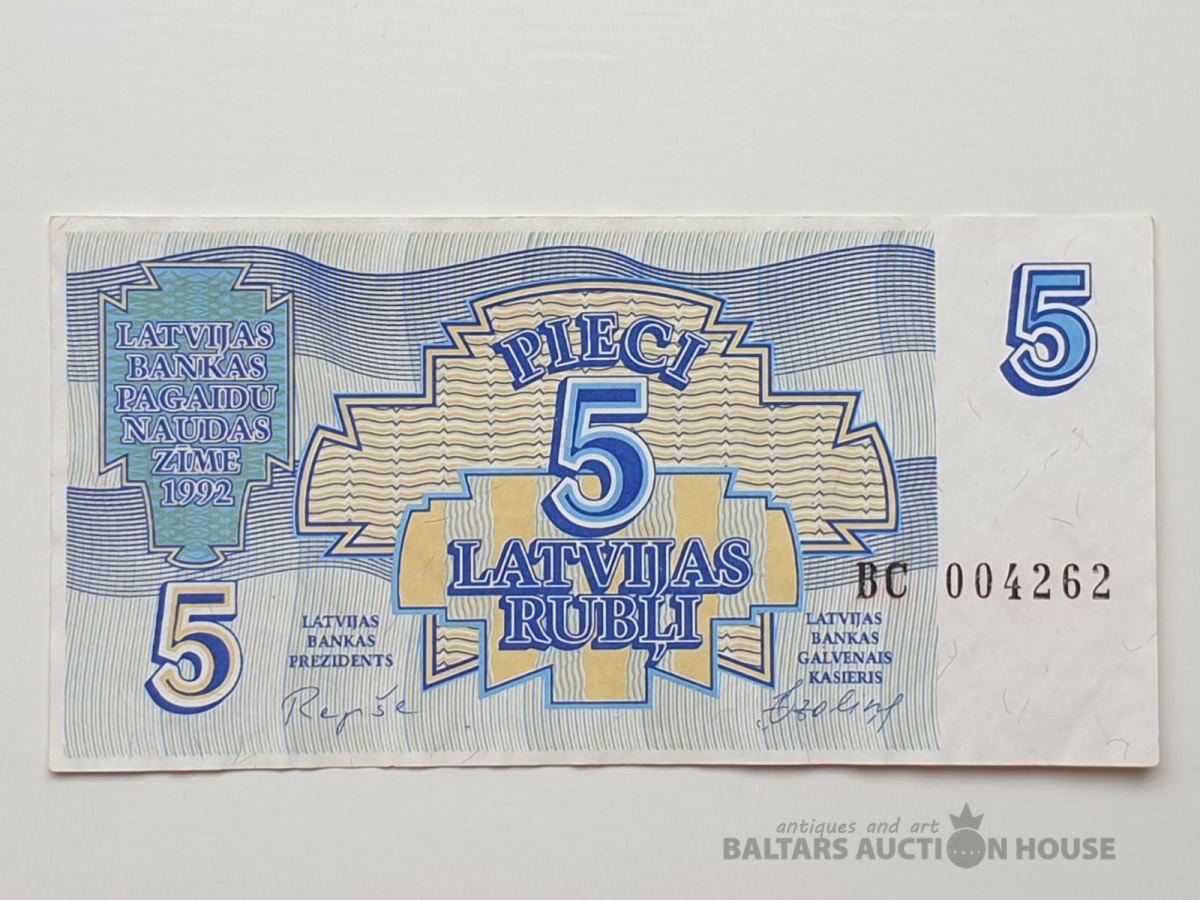 LATVIJAS
BANKAS
PAGAIDU
NAUDAS
ZĪME
1992
PIECI
5
LATVIJAS
RUBĻI
5
5
BC 004262
LATVIJAS
BANKAS
PREZIDENTS
Repše
LATVIJAS
BANKAS
GALVENAIS
KASIERIS
antiques and art
BALTARS AUCTION HOUSE